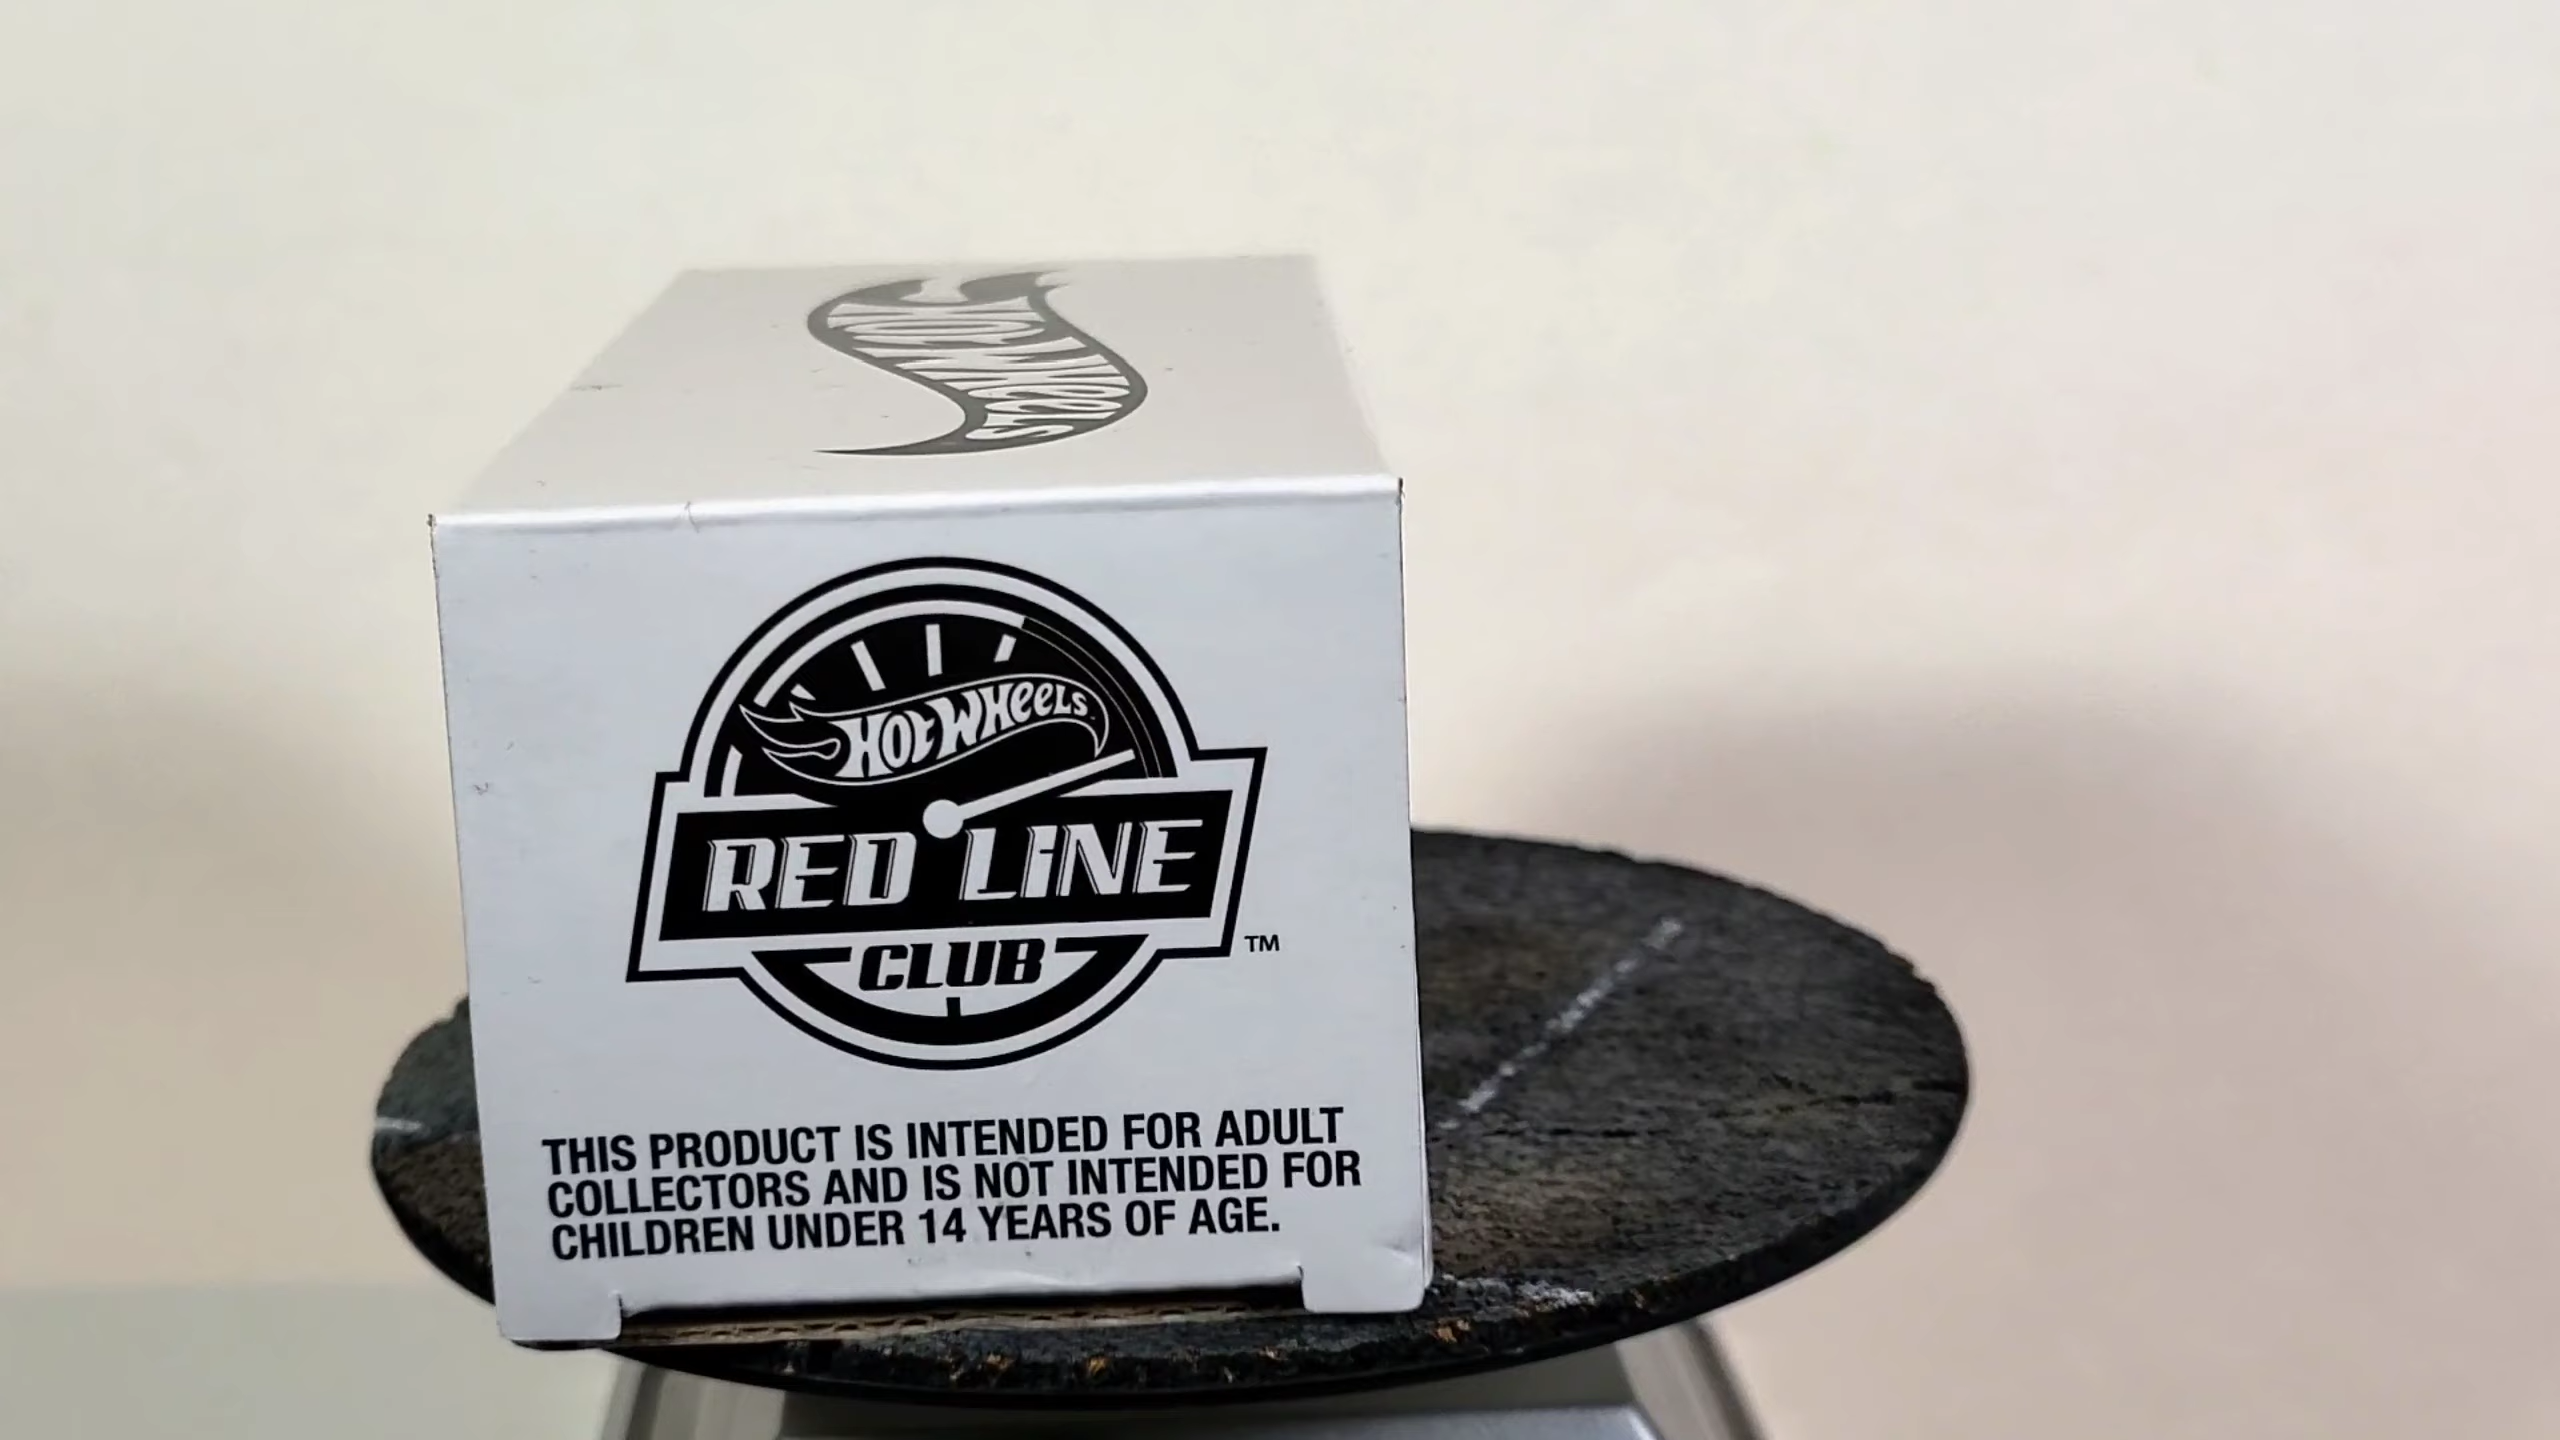 HOT WHEELS
HOT WHEELS
RED LINE
CLUB
TM
THIS PRODUCT IS INTENDED FOR ADULT
COLLECTORS AND IS NOT INTENDED FOR
CHILDREN UNDER 14 YEARS OF AGE.